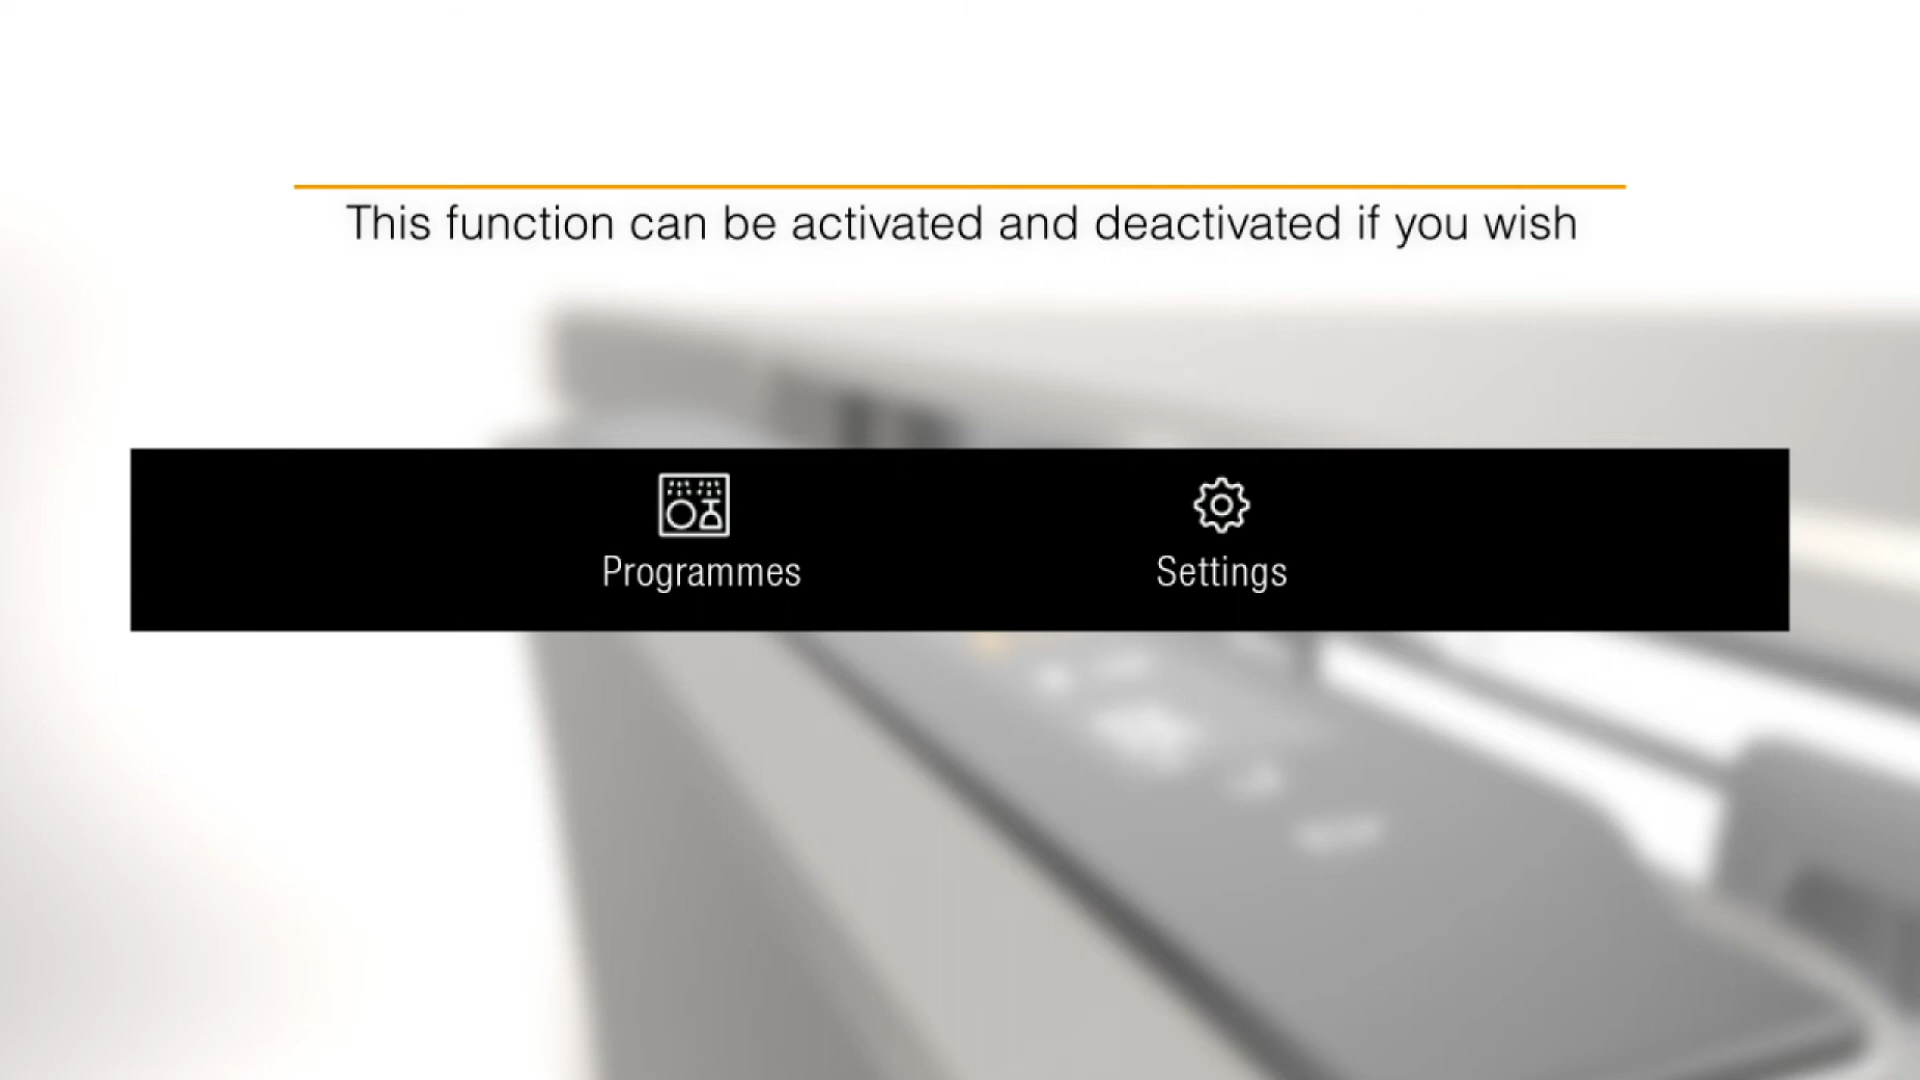 This function can be activated and deactivated if you wish
Programmes
Settings